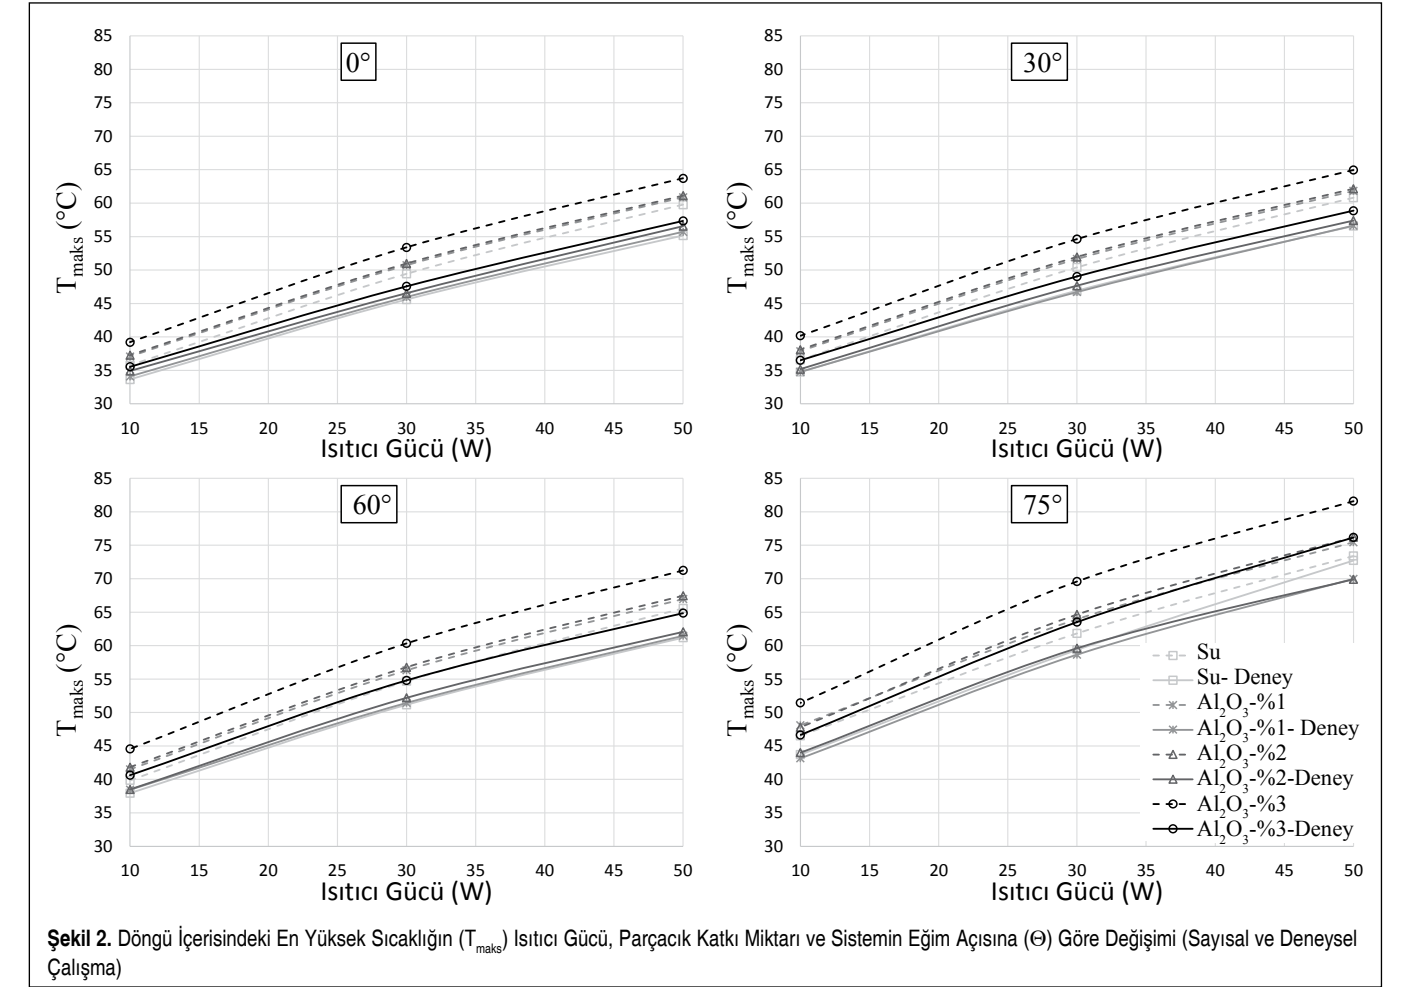 0°
85
80
75
70
65
60
55
50
45
40
35
30
T_maks (°C)
10 15 20 25 30 35 40 45 50
Isıtıcı Gücü (W)
30°
85
80
75
70
65
60
55
50
45
40
35
30
T_maks (°C)
10 15 20 25 30 35 40 45 50
Isıtıcı Gücü (W)
60°
85
80
75
70
65
60
55
50
45
40
35
30
T_maks (°C)
10 15 20 25 30 35 40 45 50
Isıtıcı Gücü (W)
75°
85
80
75
70
65
60
55
50
45
40
35
30
T_maks (°C)
10 15 20 25 30 35 40 45 50
Isıtıcı Gücü (W)
Su
Su- Deney
Al₂O₃-%1
Al₂O₃-%1- Deney
Al₂O₃-%2
Al₂O₃-%2-Deney
Al₂O₃-%3
Al₂O₃-%3-Deney
Şekil 2. Döngü İçerisindeki En Yüksek Sıcaklığın (T_maks) Isıtıcı Gücü, Parçacık Katkı Miktarı ve Sistemin Eğim Açısına (Θ) Göre Değişimi (Sayısal ve Deneysel
Çalışma)